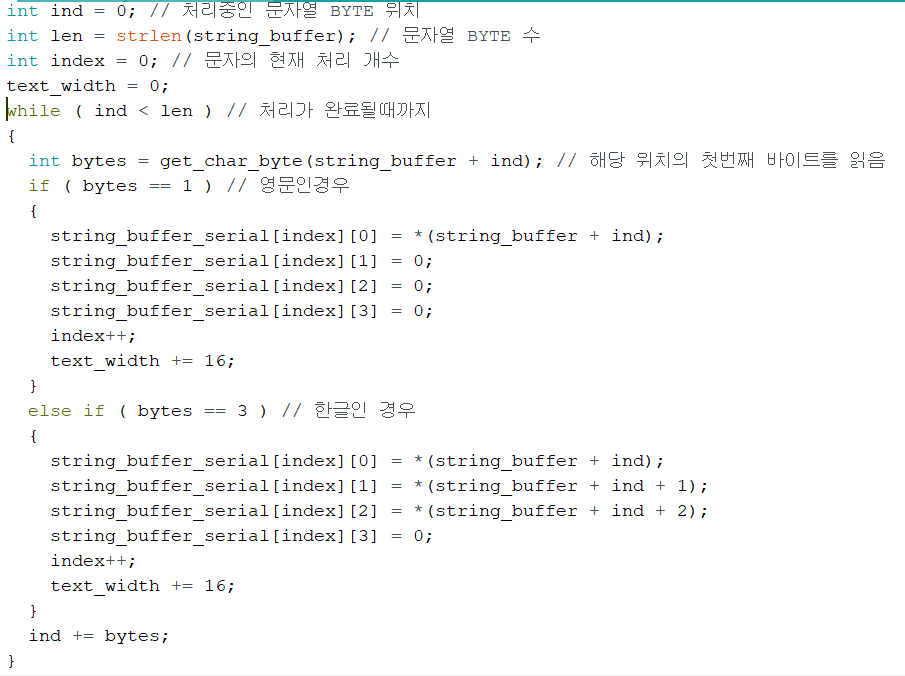 int ind = 0; // 처리중인 문자열 BYTE 위치
int len = strlen(string_buffer); // 문자열 BYTE 수
int index = 0; // 문자의 현재 처리 개수
text_width = 0;
while ( ind < len ) // 처리가 완료될때까지
{
  int bytes = get_char_byte(string_buffer + ind); // 해당 위치의 첫번째 바이트를 읽음
  if ( bytes == 1 ) // 영문인경우
  {
    string_buffer_serial[index][0] = *(string_buffer + ind);
    string_buffer_serial[index][1] = 0;
    string_buffer_serial[index][2] = 0;
    string_buffer_serial[index][3] = 0;
    index++;
    text_width += 16;
  }
  else if ( bytes == 3 ) // 한글인 경우
  {
    string_buffer_serial[index][0] = *(string_buffer + ind);
    string_buffer_serial[index][1] = *(string_buffer + ind + 1);
    string_buffer_serial[index][2] = *(string_buffer + ind + 2);
    string_buffer_serial[index][3] = 0;
    index++;
    text_width += 16;
  }
  ind += bytes;
}